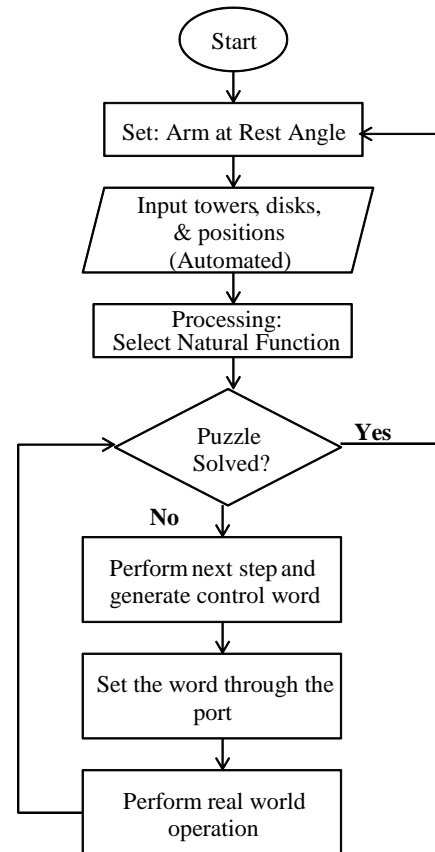 Start
Set: Arm at Rest Angle
Input towers, disks,
& positions
(Automated)
Processing:
Select Natural Function
Puzzle
Solved?
Yes
No
Perform next step and
generate control word
Set the word through the
port
Perform real world
operation